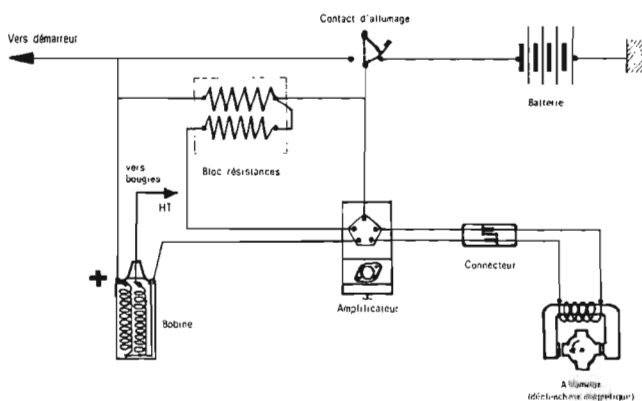 Contact d'allumage
Vers démarreur
Batterie
vers
bougies
Bloc résistances
HT
+
Connecteur
Bobine
Amplificateur